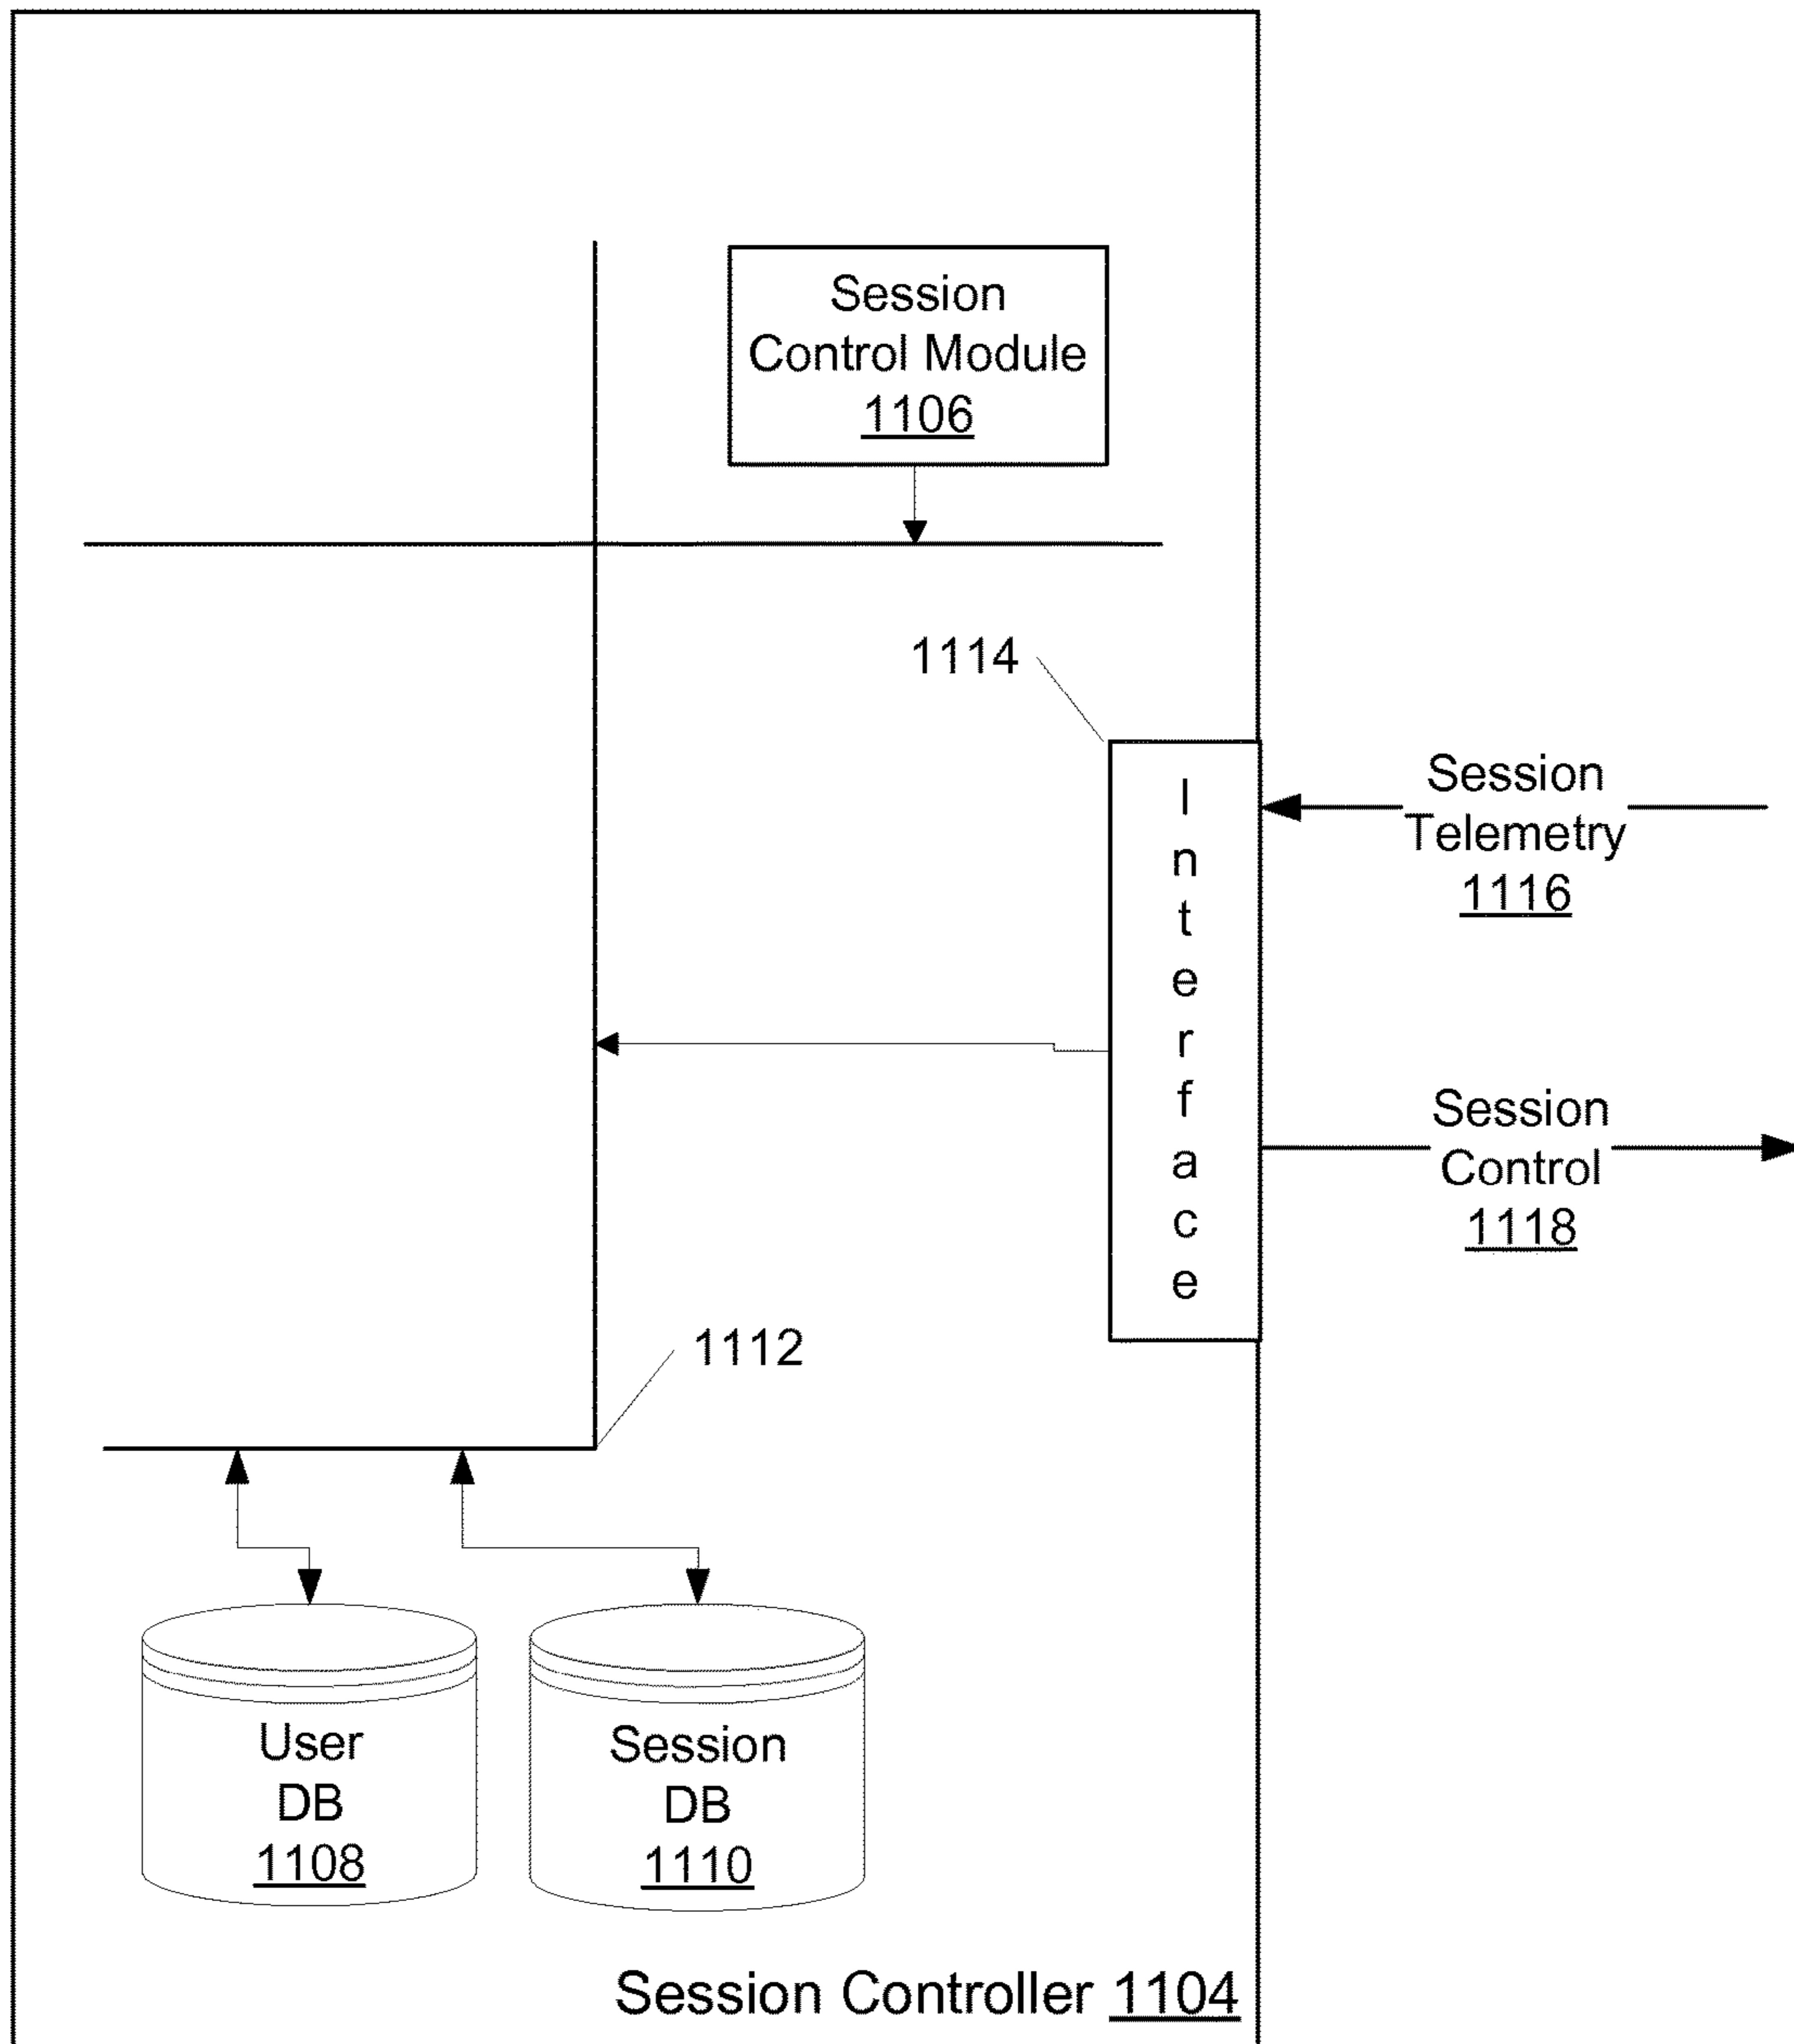 Session
Control Module
1106
1114
Interface
Session
Telemetry
1116
Session
Control
1118
1112
User
DB
1108
Session
DB
1110
Session Controller 1104